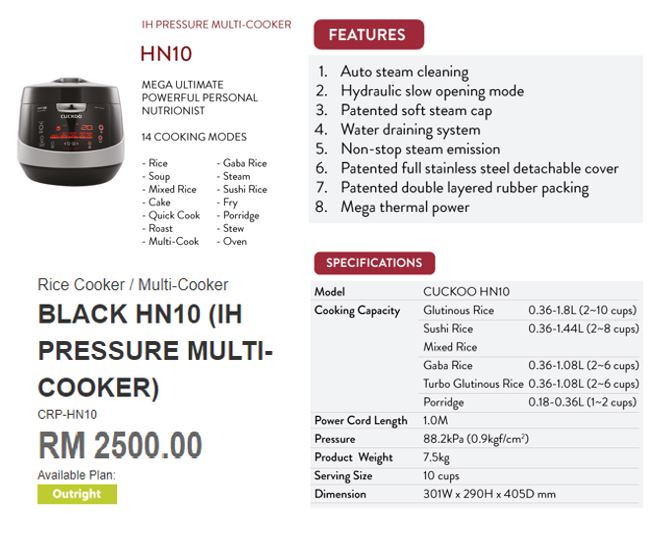 IH PRESSURE MULTI-COOKER
HN10
CUCKOO
MEGA ULTIMATE
POWERFUL PERSONAL
NUTRIONIST
14 COOKING MODES
- Rice
- Soup
- Mixed Rice
- Cake
- Quick Cook
- Roast
- Multi-Cook
- Gaba Rice
- Steam
- Sushi Rice
- Fry
- Porridge
- Stew
- Oven
FEATURES
1. Auto steam cleaning
2. Hydraulic slow opening mode
3. Patented soft steam cap
4. Water draining system
5. Non-stop steam emission
6. Patented full stainless steel detachable cover
7. Patented double layered rubber packing
8. Mega thermal power
Rice Cooker / Multi-Cooker
BLACK HN10 (IH
PRESSURE MULTI-
COOKER)
CRP-HN10
RM 2500.00
Available Plan:
Outright
SPECIFICATIONS
Model CUCKOO HN10
Cooking Capacity Glutinous Rice 0.36-1.8L (2~10 cups)
Sushi Rice 0.36-1.44L (2~8 cups)
Mixed Rice
Gaba Rice 0.36-1.08L (2~6 cups)
Turbo Glutinous Rice 0.36-1.08L (2~6 cups)
Porridge 0.18-0.36L (1~2 cups)
Power Cord Length 1.0M
Pressure 88.2kPa (0.9kgf/cm²)
Product Weight 7.5kg
Serving Size 10 cups
Dimension 301W x 290H x 405D mm